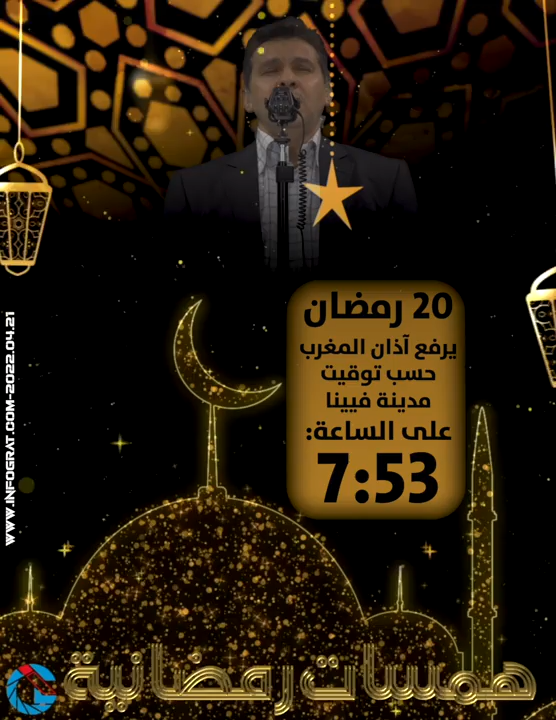 20 رمضان
يرفع آذان المغرب
حسب توقيت
مدينة فيينا
على الساعة:
7:53
WWW.INFOGRAT.COM-2022.04.21
همسات رمضانية